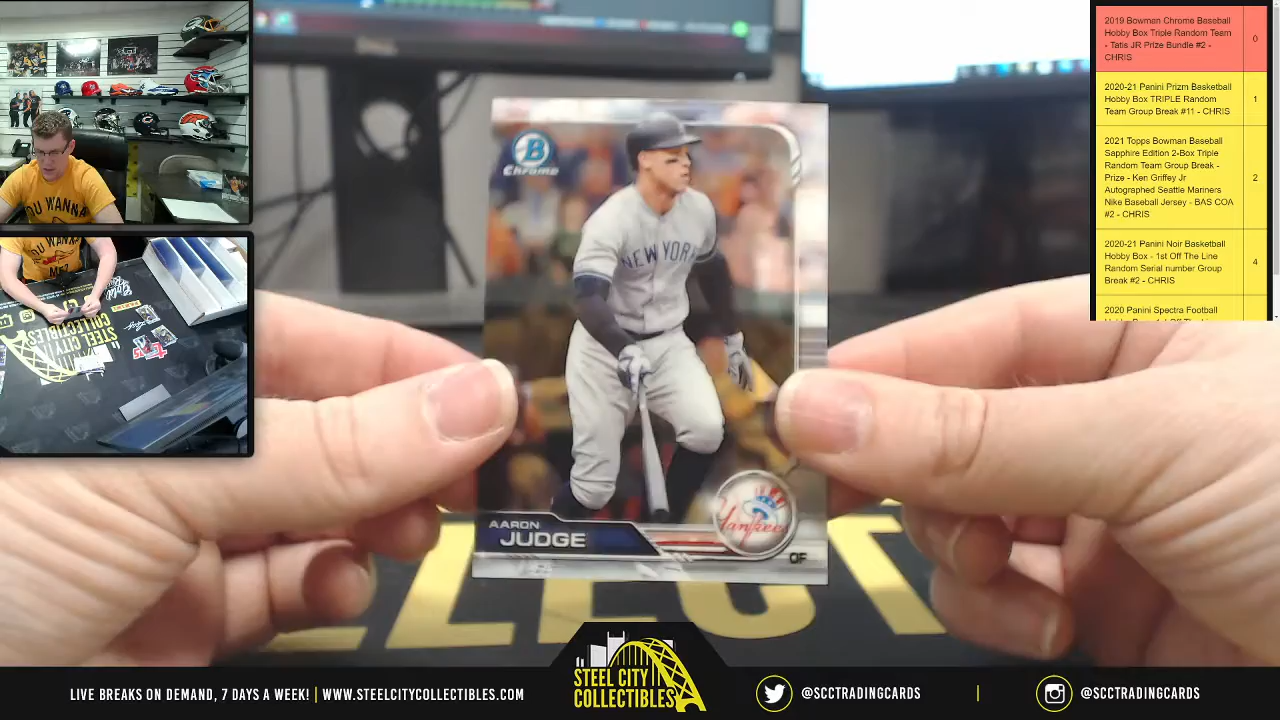 2019 Bowman Chrome Baseball
Hobby Box Triple Random Team
- Tatis JR Prize Bundle #2 -
CHRIS
0
2020-21 Panini Prizm Basketball
Hobby Box TRIPLE Random
Team Group Break #11 - CHRIS
1
2021 Topps Bowman Baseball
Sapphire Edition 2-Box Triple
Random Team Group Break -
Prize - Ken Griffey Jr
Autographed Seattle Mariners
Nike Baseball Jersey - BAS COA
#2 - CHRIS
2
2020-21 Panini Noir Basketball
Hobby Box - 1st Off The Line
Random Serial number Group
Break #2 - CHRIS
4
2020 Panini Spectra Football
B
Chrome
NEW YORK
AARON
JUDGE
Yankees
OF
OU WANNA
STEEL CITY
COLLECTIBLES
LIVE BREAKS ON DEMAND, 7 DAYS A WEEK! | WWW.STEELCITYCOLLECTIBLES.COM
STEEL CITY
COLLECTIBLES
@SCCTRADINGCARDS
@SCCTRADINGCARDS